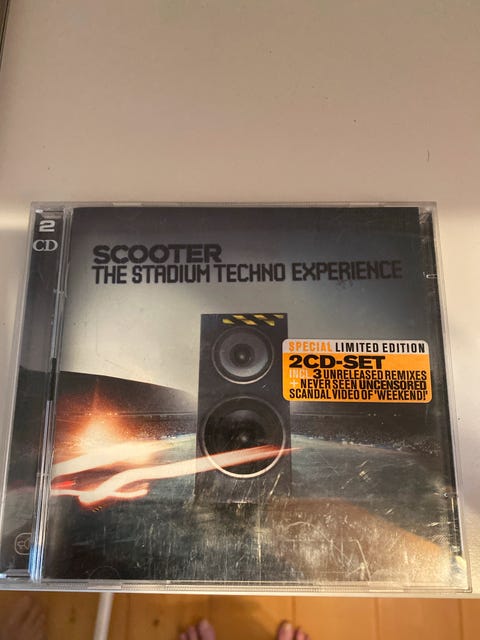 2
CD
SCOOTER
THE STADIUM TECHNO EXPERIENCE
SPECIAL LIMITED EDITION
2CD-SET
INCL 3 UNRELEASED REMIXES
+ NEVER SEEN UNCENSORED
SCANDAL VIDEO OF 'WEEKEND!'